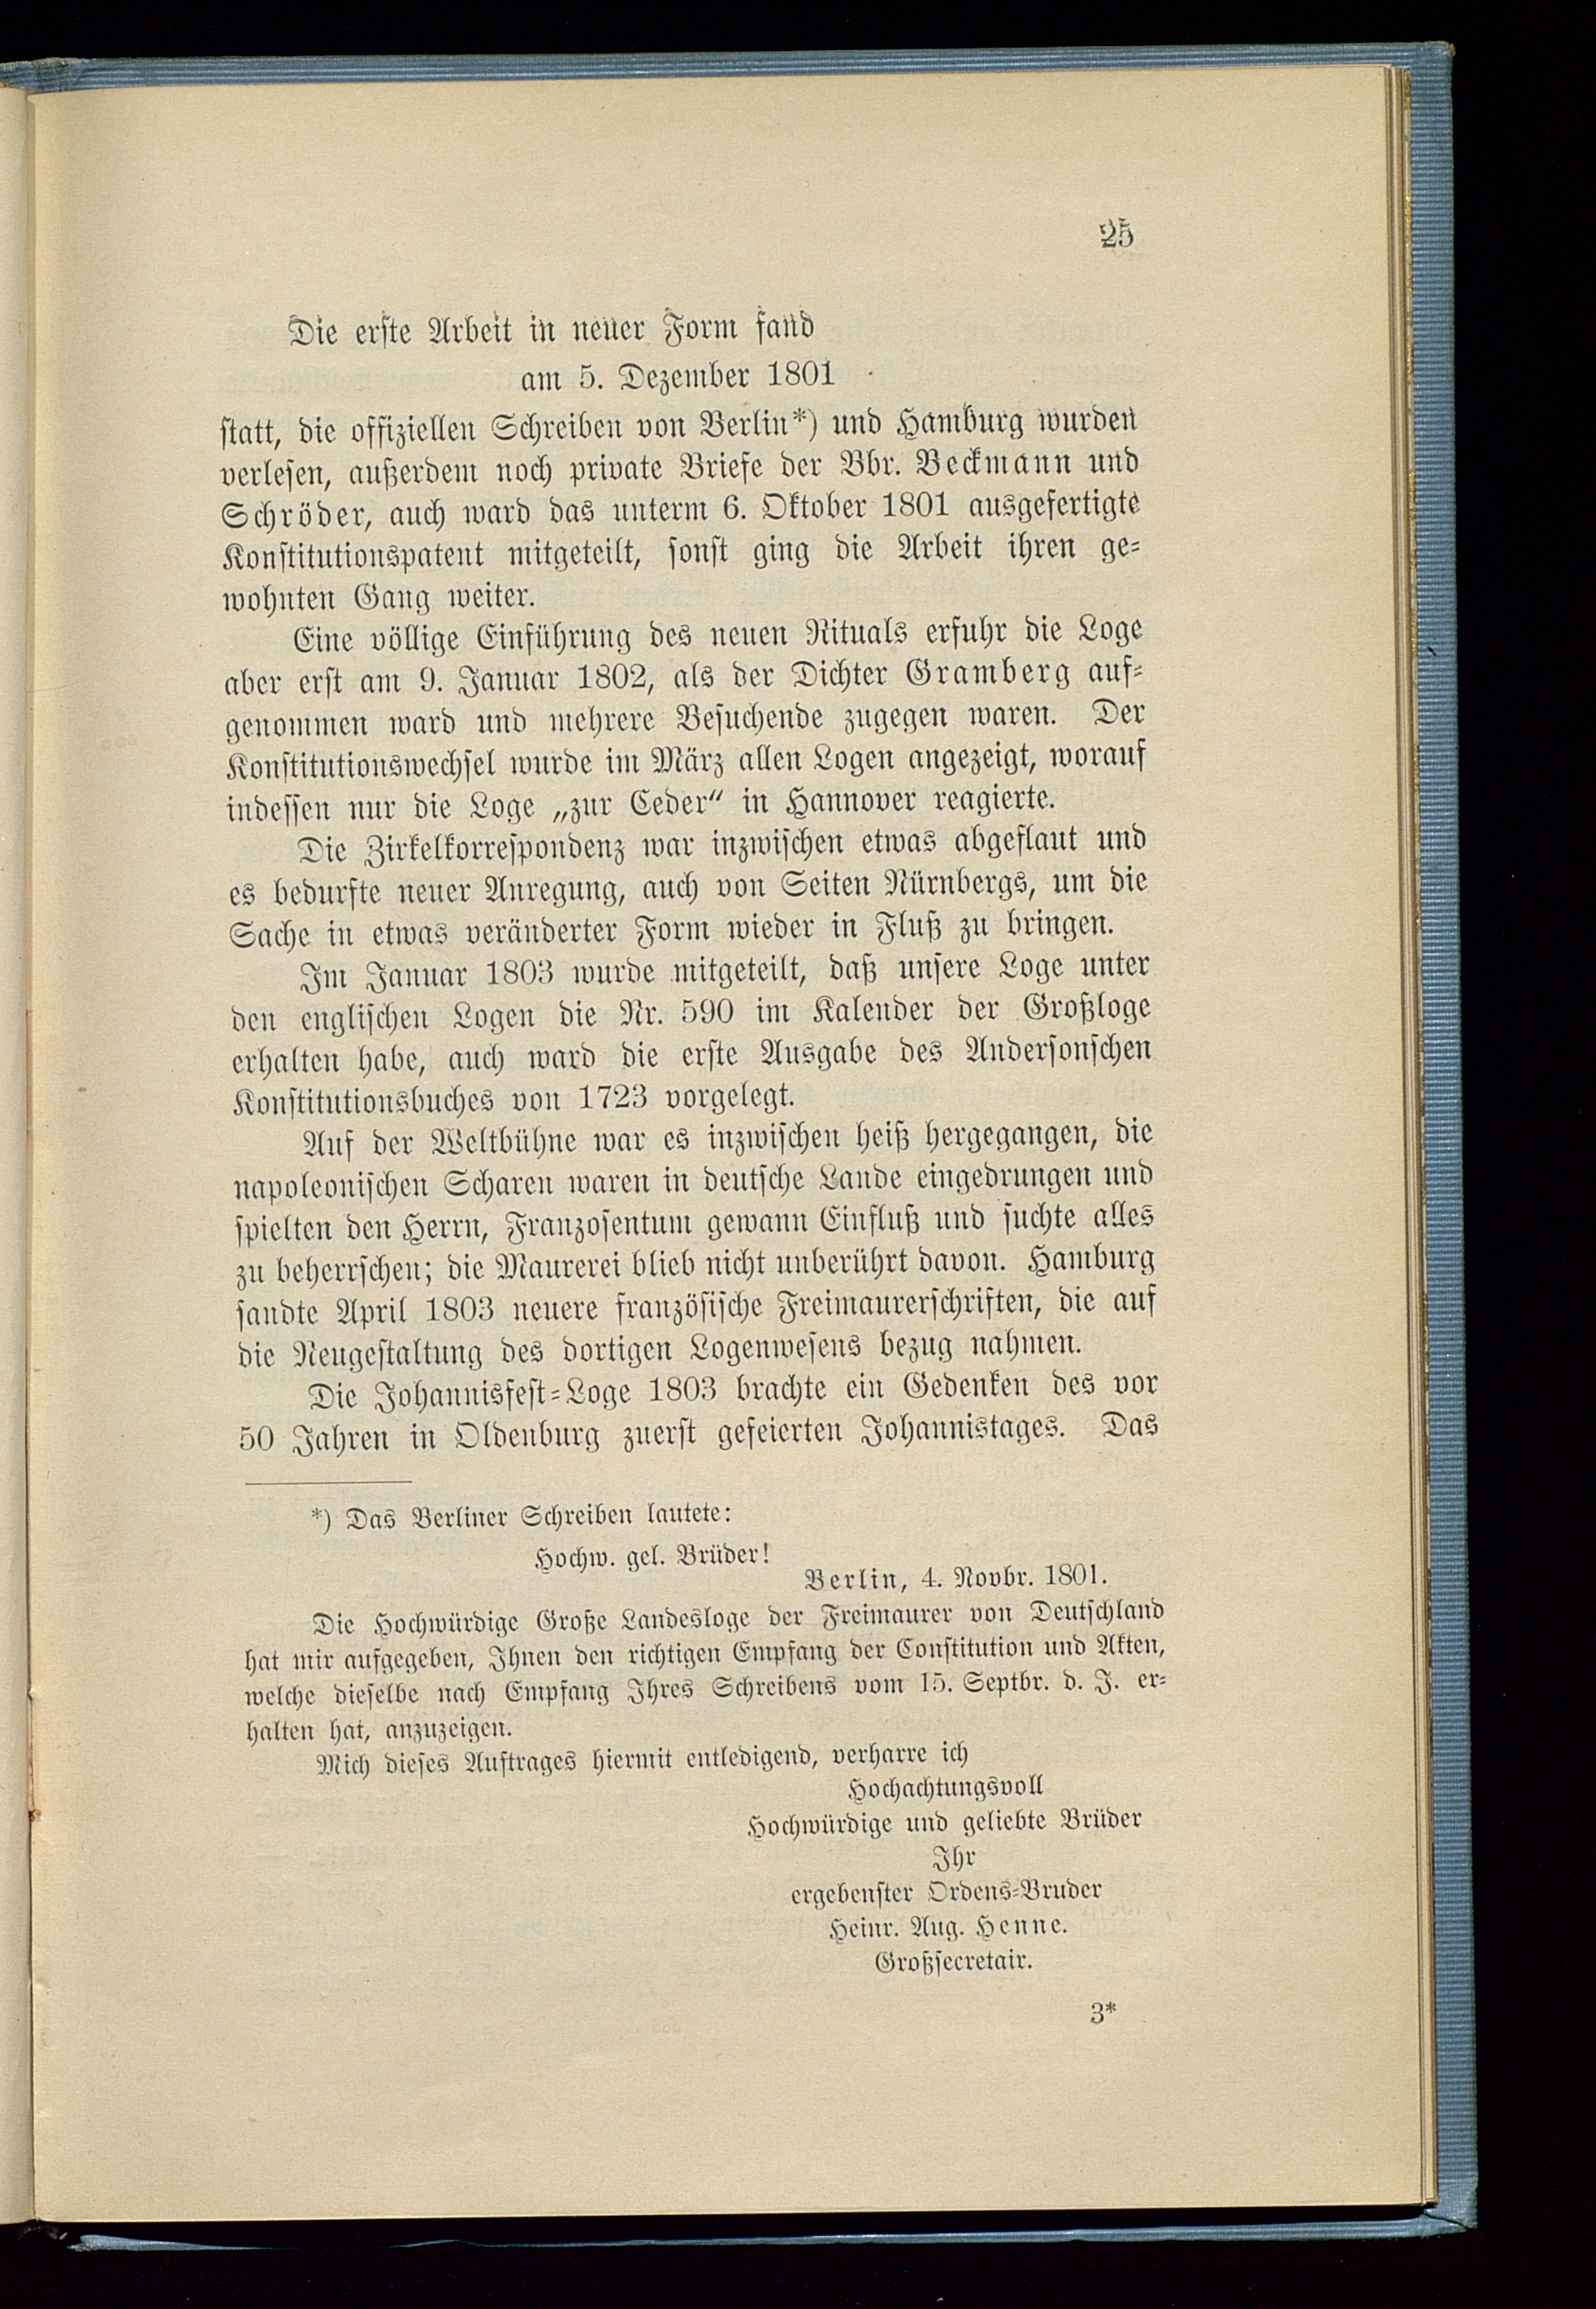 25
Die erste Arbeit in neuer Form fand
am 5. Dezember 1801
statt, die offiziellen Schreiben von Berlin*) und Hamburg wurden
verlesen, außerdem noch private Briefe der Bbr. Beckmann und
Schröder, auch ward das unterm 6. Oktober 1801 ausgefertigte
Konstitutionspatent mitgeteilt, sonst ging die Arbeit ihren ge-
wohnten Gang weiter.
Eine völlige Einführung des neuen Rituals erfuhr die Loge
aber erst am 9. Januar 1802, als der Dichter Gramberg auf-
genommen ward und mehrere Besuchende zugegen waren. Der
Konstitutionswechsel wurde im März allen Logen angezeigt, worauf
indessen nur die Loge „zur Ceder“ in Hannover reagierte.
Die Zirkelkorrespondenz war inzwischen etwas abgeflaut und
es bedurfte neuer Anregung, auch von Seiten Nürnbergs, um die
Sache in etwas veränderter Form wieder in Fluß zu bringen.
Im Januar 1803 wurde mitgeteilt, daß unsere Loge unter
den englischen Logen die Nr. 590 im Kalender der Großloge
erhalten habe, auch ward die erste Ausgabe des Andersonschen
Konstitutionsbuches von 1723 vorgelegt.
Auf der Weltbühne war es inzwischen heiß hergegangen, die
napoleonischen Scharen waren in deutsche Lande eingedrungen und
spielten den Herrn, Franzosentum gewann Einfluß und suchte alles
zu beherrschen; die Maurerei blieb nicht unberührt davon. Hamburg
sandte April 1803 neuere französische Freimaurerschriften, die auf
die Neugestaltung des dortigen Logenwesens bezug nahmen.
Die Johannisfest-Loge 1803 brachte ein Gedenken des vor
50 Jahren in Oldenburg zuerst gefeierten Johannistages. Das
*) Das Berliner Schreiben lautete:
Hochw. gel. Brüder!
Berlin, 4. Novbr. 1801.
Die Hochwürdige Große Landesloge der Freimaurer von Deutschland
hat mir aufgegeben, Ihnen den richtigen Empfang der Constitution und Akten,
welche dieselbe nach Empfang Ihres Schreibens vom 15. Septbr. d. J. er-
halten hat, anzuzeigen.
Mich dieses Auftrages hiermit entledigend, verharre ich
Hochachtungsvoll
Hochwürdige und geliebte Brüder
Ihr
ergebenster Ordens-Bruder
Heinr. Aug. Henne.
Großsecretair.
3*